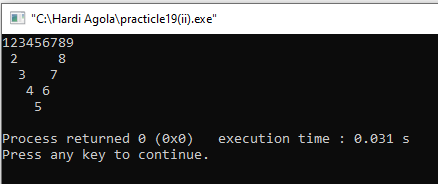 "C:\Hardi Agola\practicle19(ii).exe"
123456789
 2     8
  3   7
   4 6
    5
Process returned 0 (0x0)   execution time : 0.031 s
Press any key to continue.